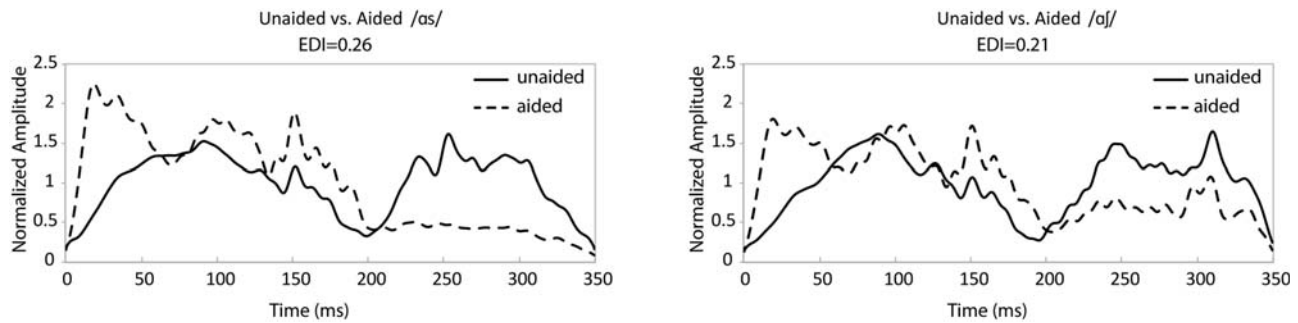 Unaided vs. Aided /ɑs/
EDI=0.26
Normalized Amplitude
2.5
2
1.5
1
0.5
0
unaided
aided
0 50 100 150 200 250 300 350
Time (ms)
Unaided vs. Aided /ɑʃ/
EDI=0.21
Normalized Amplitude
2.5
2
1.5
1
0.5
0
unaided
aided
0 50 100 150 200 250 300 350
Time (ms)